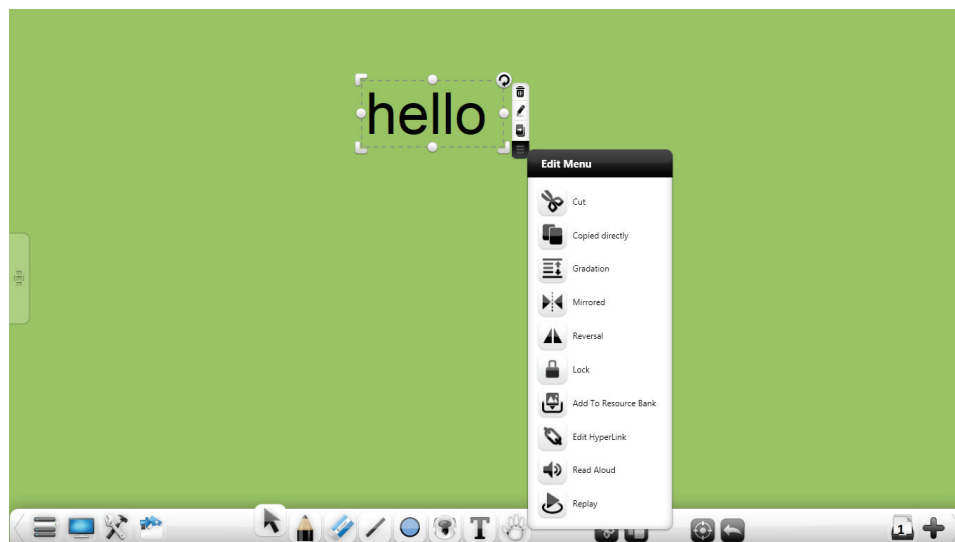 hello
Edit Menu
Cut
Copied directly
Gradation
Mirrored
Reversal
Lock
Add To Resource Bank
Edit HyperLink
Read Aloud
Replay
T
1